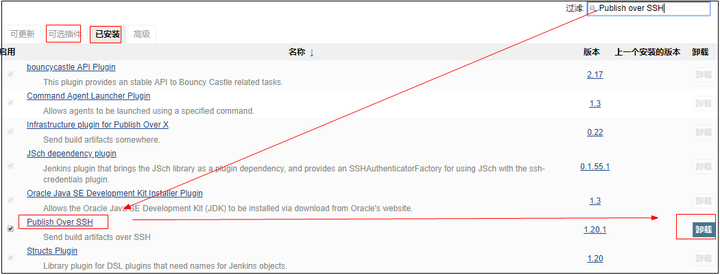 过滤: Publish over SSH
可更新 可选插件 已安装 高级
启用 名称 ↓ 版本 上一个安装的版本 卸载
bouncycastle API Plugin 2.17 卸载
This plugin provides an stable API to Bouncy Castle related tasks.
Command Agent Launcher Plugin 1.3 卸载
Allows agents to be launched using a specified command.
Infrastructure plugin for Publish Over X 0.22 卸载
Send build artifacts somewhere.
JSch dependency plugin 0.1.55.1 卸载
Jenkins plugin that brings the JSch library as a plugin dependency, and provides an SSHAuthenticatorFactory for using JSch with the ssh-
credentials plugin.
Oracle Java SE Development Kit Installer Plugin 1.3 卸载
Allows the Oracle Java SE Development Kit (JDK) to be installed via download from Oracle's website.
Publish Over SSH 1.20.1 卸载
Send build artifacts over SSH
Structs Plugin 1.20 卸载
Library plugin for DSL plugins that need names for Jenkins objects.